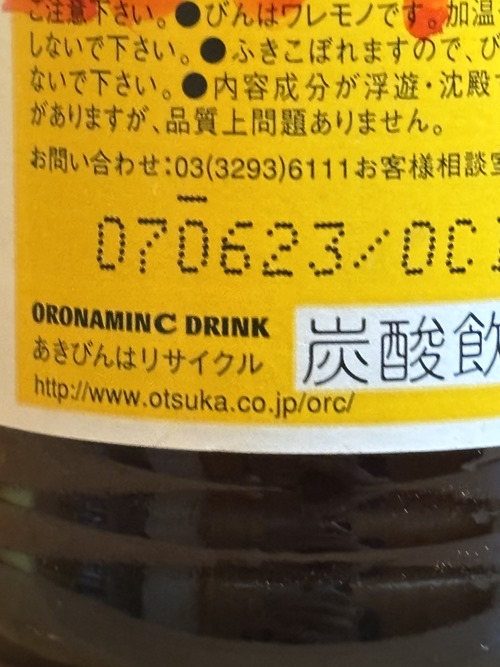 ご注意下さい。●びんはワレモノです。加温
しないで下さい。●ふきこぼれますので、び
ないで下さい。●内容成分が浮遊・沈殿
がありますが、品質上問題ありません。
お問い合わせ:03(3293)6111お客様相談室
070623/OC
ORONAMIN C DRINK
あきびんはリサイクル
炭酸飲
http://www.otsuka.co.jp/orc/